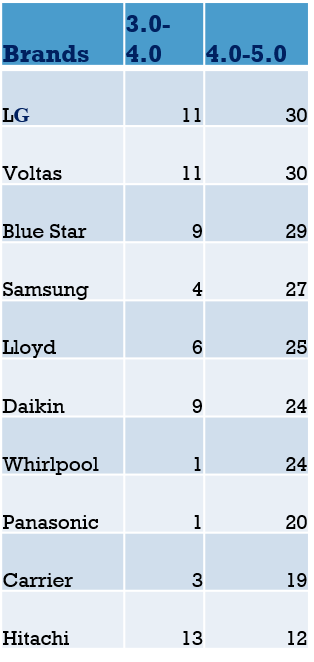 Brands 3.0-4.0 4.0-5.0
LG 11 30
Voltas 11 30
Blue Star 9 29
Samsung 4 27
Lloyd 6 25
Daikin 9 24
Whirlpool 1 24
Panasonic 1 20
Carrier 3 19
Hitachi 13 12